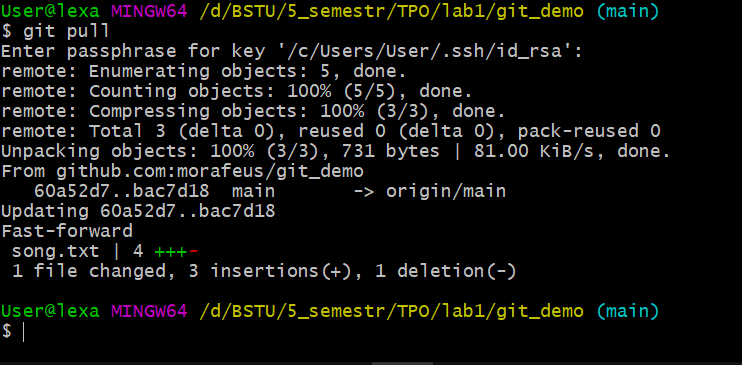 User@lexa MINGW64 /d/BSTU/5_semestr/TPO/lab1/git_demo (main)
$ git pull
Enter passphrase for key '/c/Users/User/.ssh/id_rsa':
remote: Enumerating objects: 5, done.
remote: Counting objects: 100% (5/5), done.
remote: Compressing objects: 100% (3/3), done.
remote: Total 3 (delta 0), reused 0 (delta 0), pack-reused 0
Unpacking objects: 100% (3/3), 731 bytes | 81.00 KiB/s, done.
From github.com:morafeus/git_demo
   60a52d7..bac7d18  main       -> origin/main
Updating 60a52d7..bac7d18
Fast-forward
 song.txt | 4 +++-
 1 file changed, 3 insertions(+), 1 deletion(-)
User@lexa MINGW64 /d/BSTU/5_semestr/TPO/lab1/git_demo (main)
$